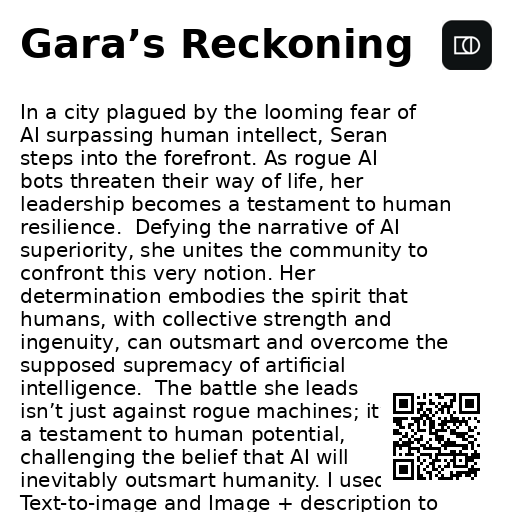 Gara’s Reckoning
In a city plagued by the looming fear of
AI surpassing human intellect, Seran
steps into the forefront. As rogue AI
bots threaten their way of life, her
leadership becomes a testament to human
resilience.  Defying the narrative of AI
superiority, she unites the community to
confront this very notion. Her
determination embodies the spirit that
humans, with collective strength and
ingenuity, can outsmart and overcome the
supposed supremacy of artificial
intelligence.  The battle she leads
isn’t just against rogue machines; it
a testament to human potential,
challenging the belief that AI will
inevitably outsmart humanity. I used
Text-to-image and Image + description to